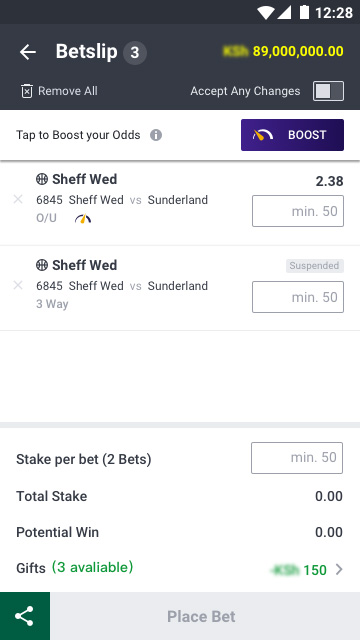 12:28
Betslip 3 KSh 89,000,000.00
Remove All Accept Any Changes
Tap to Boost your Odds BOOST
Sheff Wed 2.38
6845 Sheff Wed vs Sunderland min. 50
O/U
Sheff Wed Suspended
6845 Sheff Wed vs Sunderland min. 50
3 Way
Stake per bet (2 Bets) min. 50
Total Stake 0.00
Potential Win 0.00
Gifts (3 avaliable) -KSh 150
Place Bet